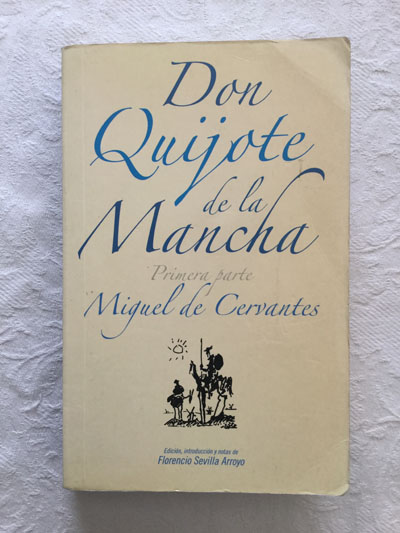 Don
Quijote
de la
Mancha
Primera parte
Miguel de Cervantes
Edición, introducción y notas de
Florencio Sevilla Arroyo